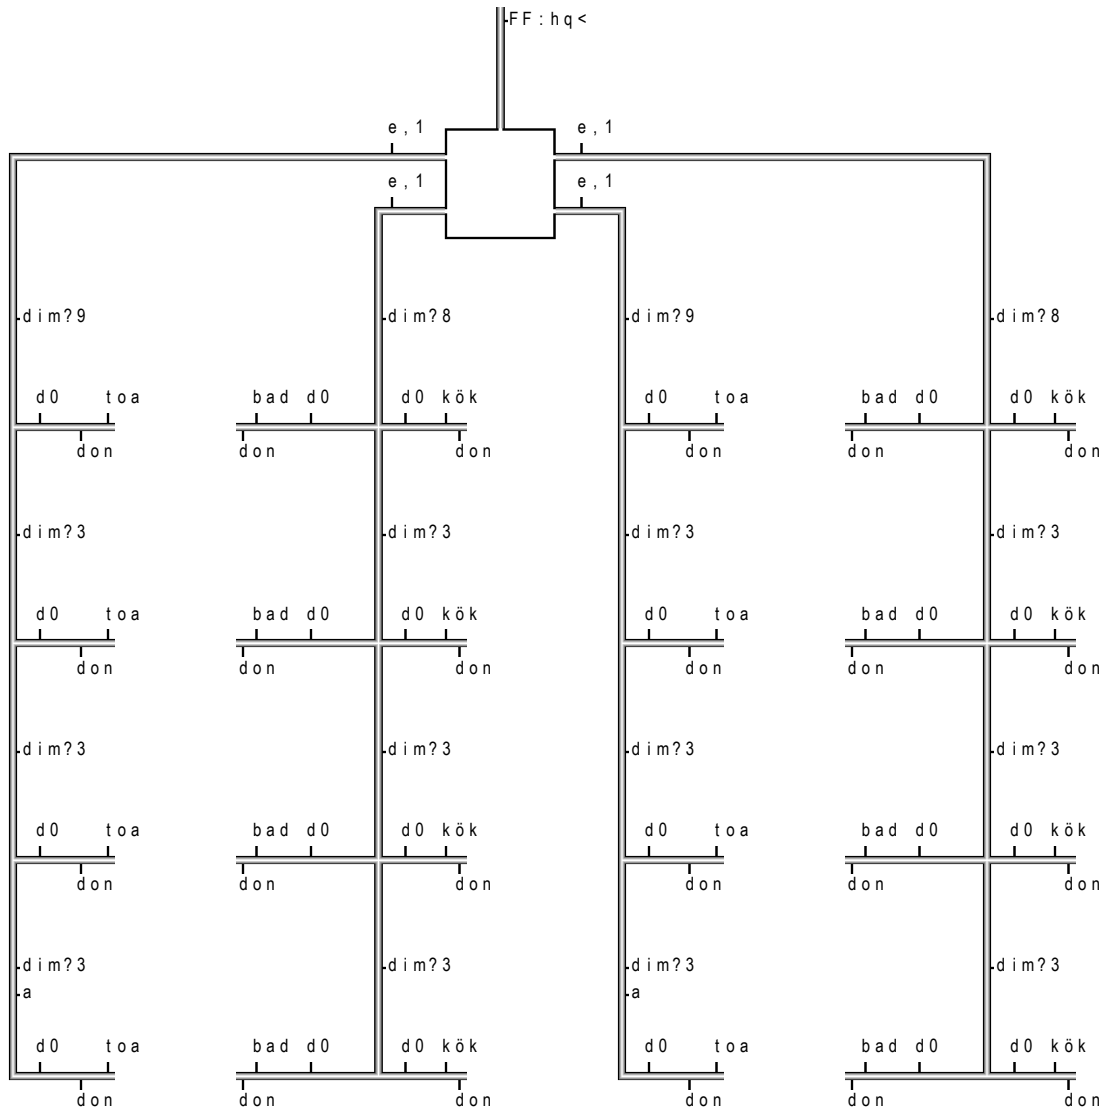 FF:hq<
e,1 e,1
e,1 e,1
dim?9 dim?8 dim?9 dim?8
d0 toa bad d0 d0 kök d0 toa bad d0 d0 kök
don don don don don don
dim?3 dim?3 dim?3 dim?3
d0 toa bad d0 d0 kök d0 toa bad d0 d0 kök
don don don don don don
dim?3 dim?3 dim?3 dim?3
d0 toa bad d0 d0 kök d0 toa bad d0 d0 kök
don don don don don don
dim?3 dim?3 dim?3 dim?3
a a
d0 toa bad d0 d0 kök d0 toa bad d0 d0 kök
don don don don don don